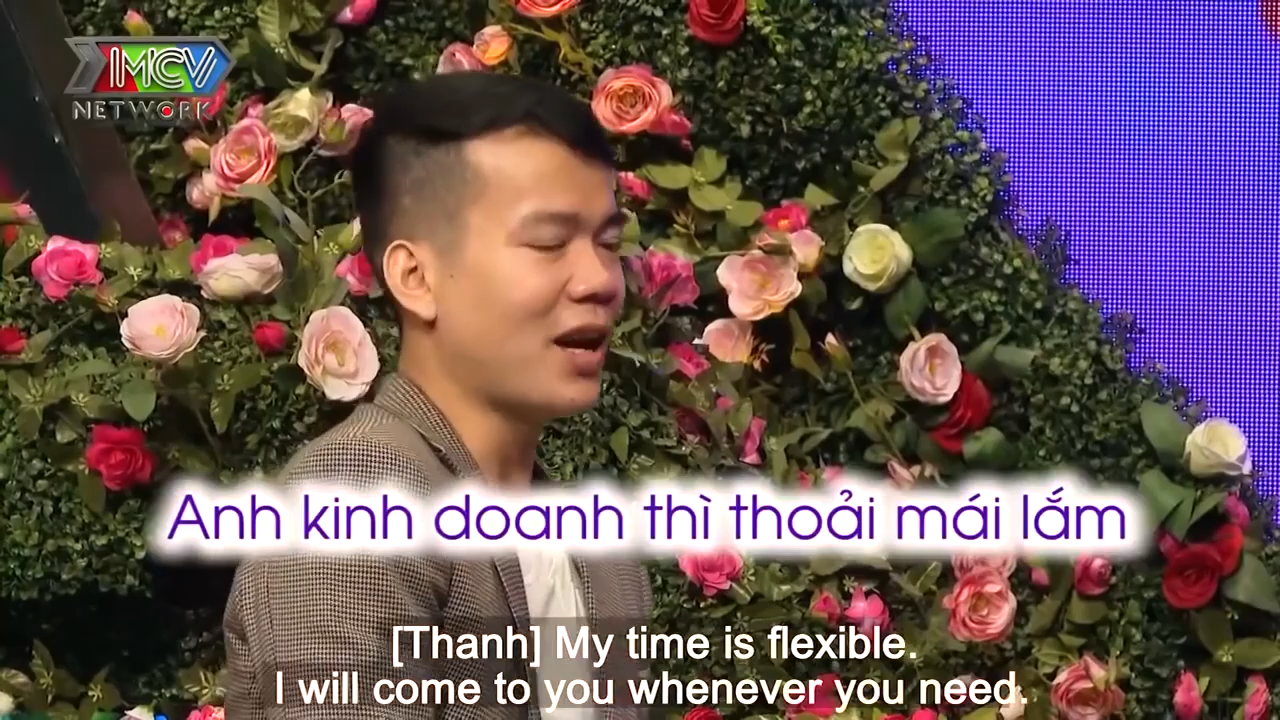 MCV
NETWORK
Anh kinh doanh thì thoải mái lắm
[Thanh] My time is flexible.
I will come to you whenever you need.